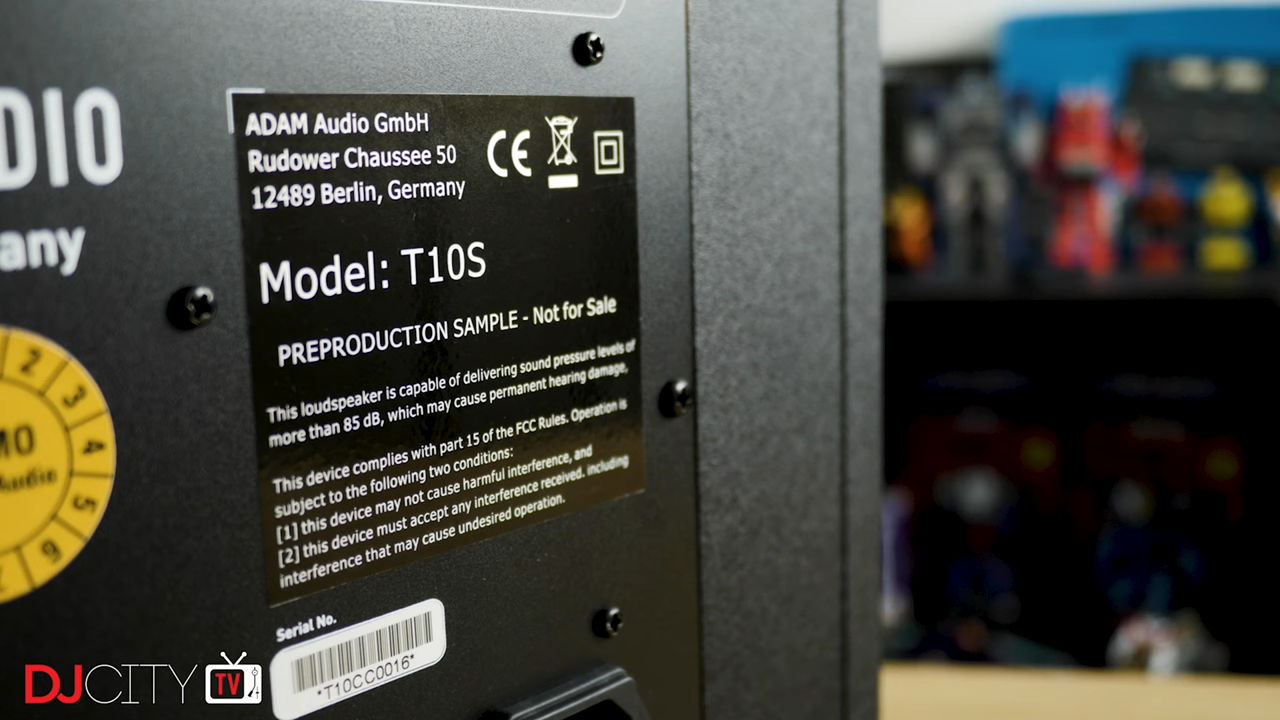 DIO
any
ADAM Audio GmbH
Rudower Chaussee 50
12489 Berlin, Germany
CE
Model: T10S
PREPRODUCTION SAMPLE - Not for Sale
This loudspeaker is capable of delivering sound pressure levels of
more than 85 dB, which may cause permanent hearing damage,
This device complies with part 15 of the FCC Rules. Operation is
subject to the following two conditions:
[1] this device may not cause harmful interference, and
[2] this device must accept any interference received. including
interference that may cause undesired operation.
2
3
4
5
6
MO
Audio
Serial No.
*T10CC0016*
DJCITY TV